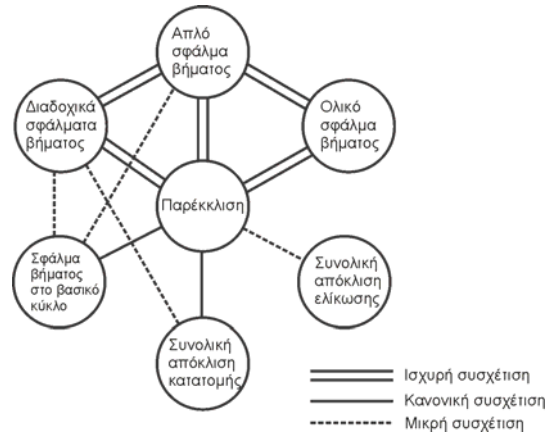 Απλό
σφάλμα
βήματος
Διαδοχικά
σφάλματα
βήματος
Ολικό
σφάλμα
βήματος
Παρέκκλιση
Σφάλμα
βήματος
στο βασικό
κύκλο
Συνολική
απόκλιση
ελίκωσης
Συνολική
απόκλιση
κατατομής
Ισχυρή συσχέτιση
Κανονική συσχέτιση
Μικρή συσχέτιση